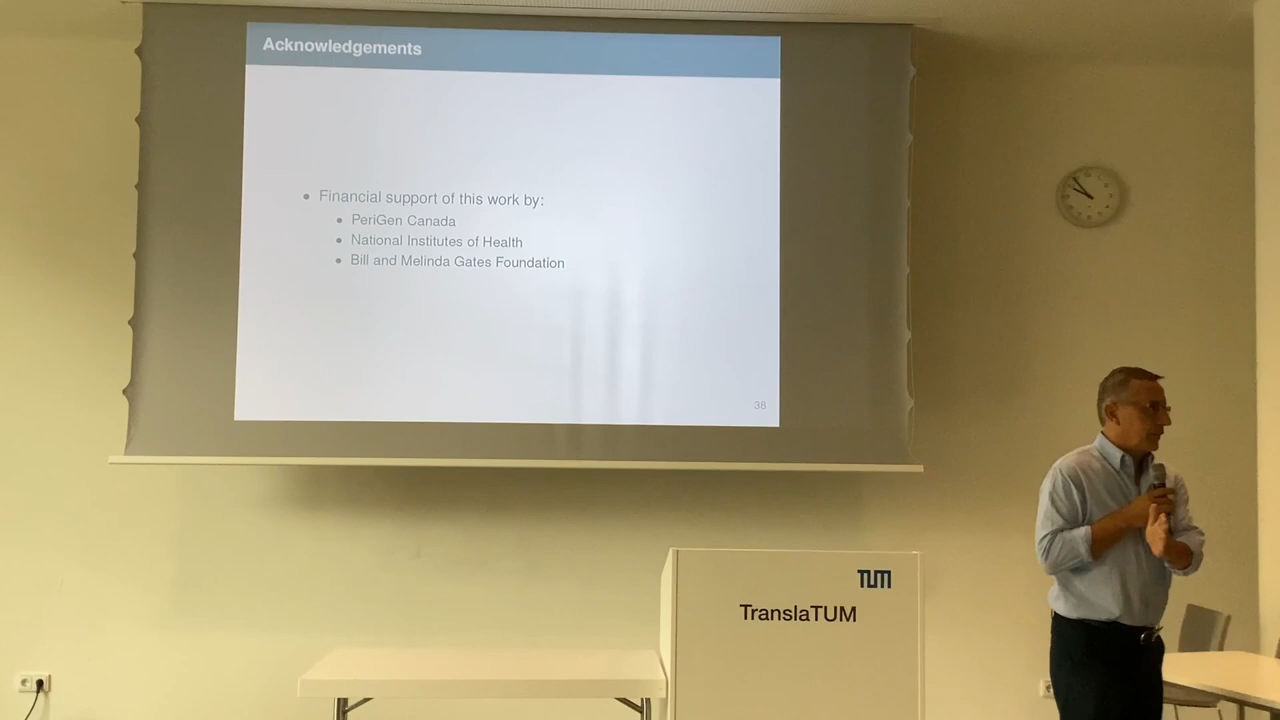 Acknowledgements
• Financial support of this work by:
• PeriGen Canada
• National Institutes of Health
• Bill and Melinda Gates Foundation
38
TUM
TranslaTUM